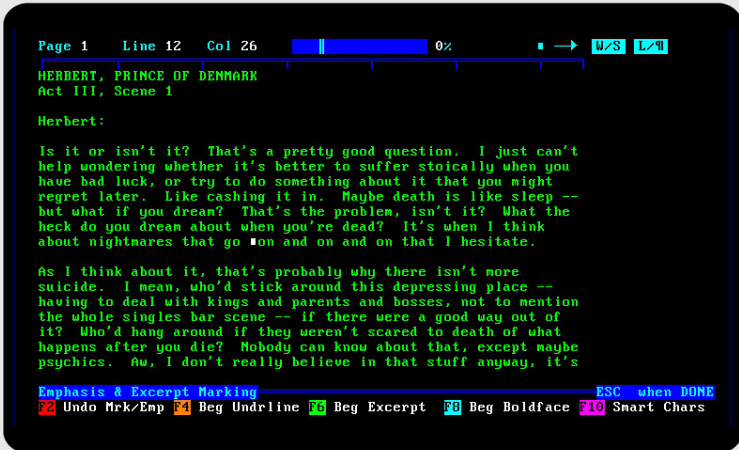 Page 1 Line 12 Col 26 0% W/S L/¶
HERBERT, PRINCE OF DENMARK
Act III, Scene 1
Herbert:
Is it or isn't it? That's a pretty good question. I just can't
help wondering whether it's better to suffer stoically when you
have bad luck, or try to do something about it that you might
regret later. Like cashing it in. Maybe death is like sleep --
but what if you dream? That's the problem, isn't it? What the
heck do you dream about when you're dead? It's when I think
about nightmares that go on and on and on that I hesitate.
As I think about it, that's probably why there isn't more
suicide. I mean, who'd stick around this depressing place --
having to deal with kings and parents and bosses, not to mention
the whole singles bar scene -- if there were a good way out of
it? Who'd hang around if they weren't scared to death of what
happens after you die? Nobody can know about that, except maybe
psychics. Aw, I don't really believe in that stuff anyway, it's
Emphasis & Excerpt Marking ESC when DONE
F2 Undo Mrk/Emp F4 Beg Undrline F6 Beg Excerpt F8 Beg Boldface F10 Smart Chars